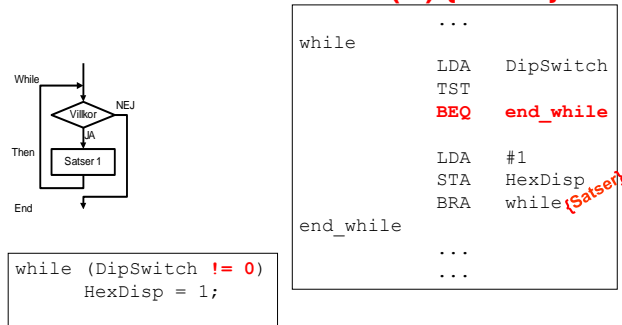 ...
while
LDA DipSwitch
TST
BEQ end_while
LDA #1
STA HexDisp
BRA while {Satser}
end_while
...
...
While
Villkor
NEJ
JA
Then
Satser 1
End
while (DipSwitch != 0)
HexDisp = 1;